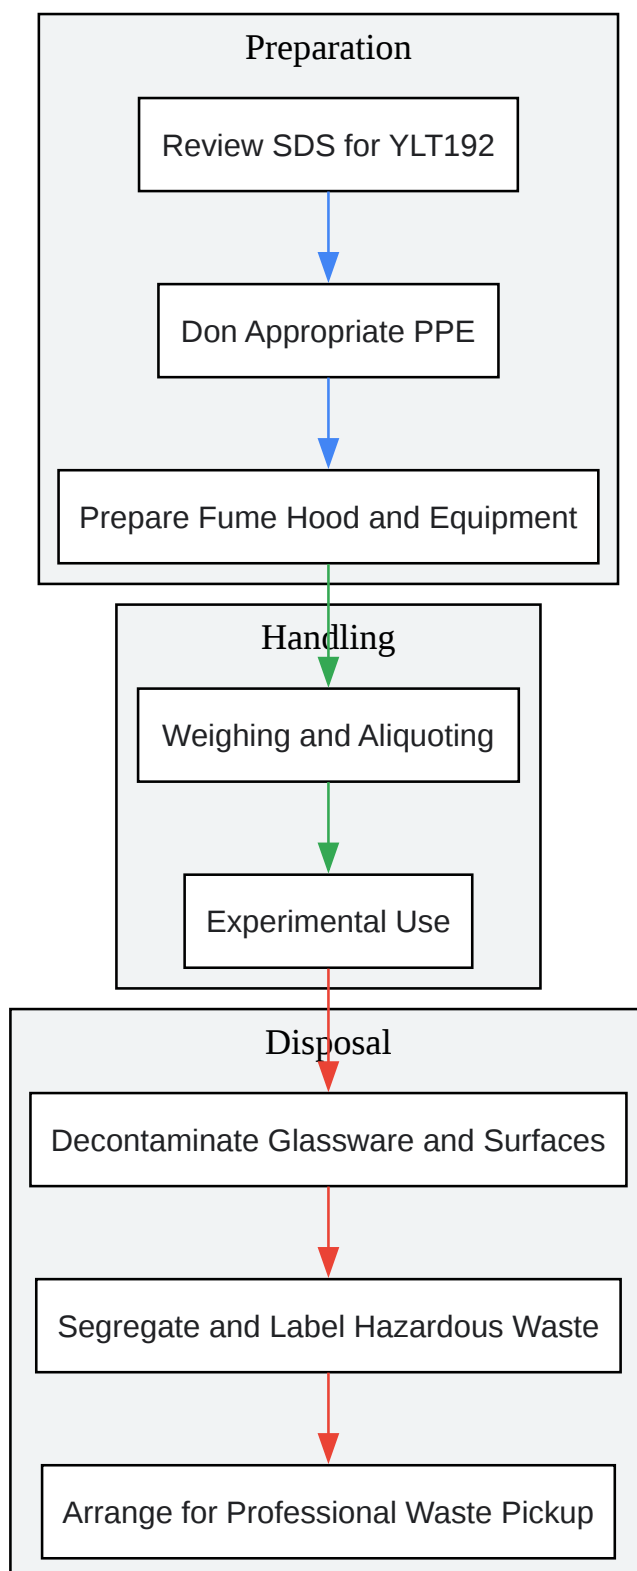 Preparation
Review SDS for YLT192
Don Appropriate PPE
Prepare Fume Hood and Equipment
Handling
Weighing and Aliquoting
Experimental Use
Disposal
Decontaminate Glassware and Surfaces
Segregate and Label Hazardous Waste
Arrange for Professional Waste Pickup